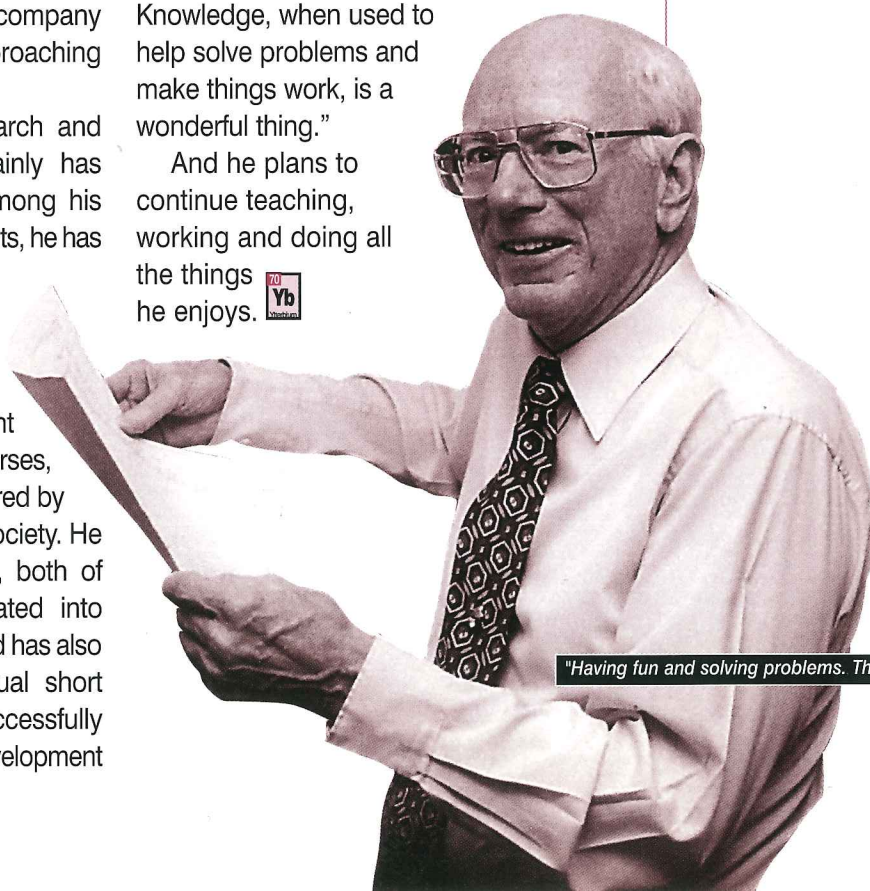 company
roaching
arch and
ainly has
mong his
ts, he has
nt
rses,
red by
ociety. He
, both of
ated into
d has also
ual short
ccessfully
velopment
Knowledge, when used to
help solve problems and
make things work, is a
wonderful thing.”
And he plans to
continue teaching,
working and doing all
the things
he enjoys.
70
Yb
Ytterbium
"Having fun and solving problems. Th